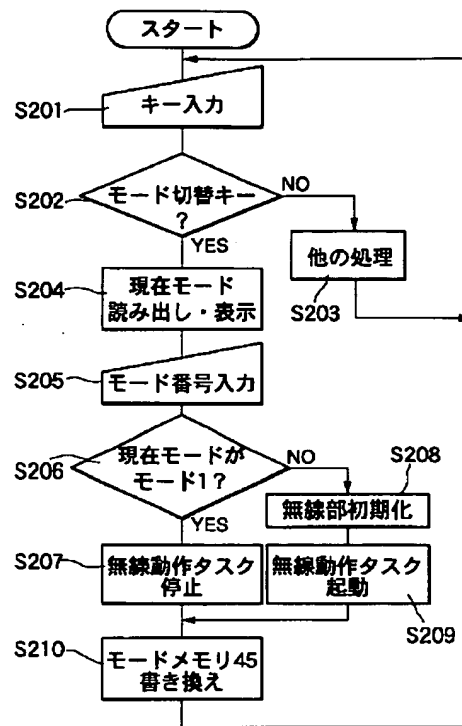 スタート
S201
キー入力
S202
モード切替キー
?
NO
YES
他の処理
S203
S204
現在モード
読み出し・表示
S205
モード番号入力
S206
現在モードが
モード1?
NO
YES
S208
無線部初期化
S207
無線動作タスク
停止
無線動作タスク
起動
S209
S210
モードメモリ45
書き換え